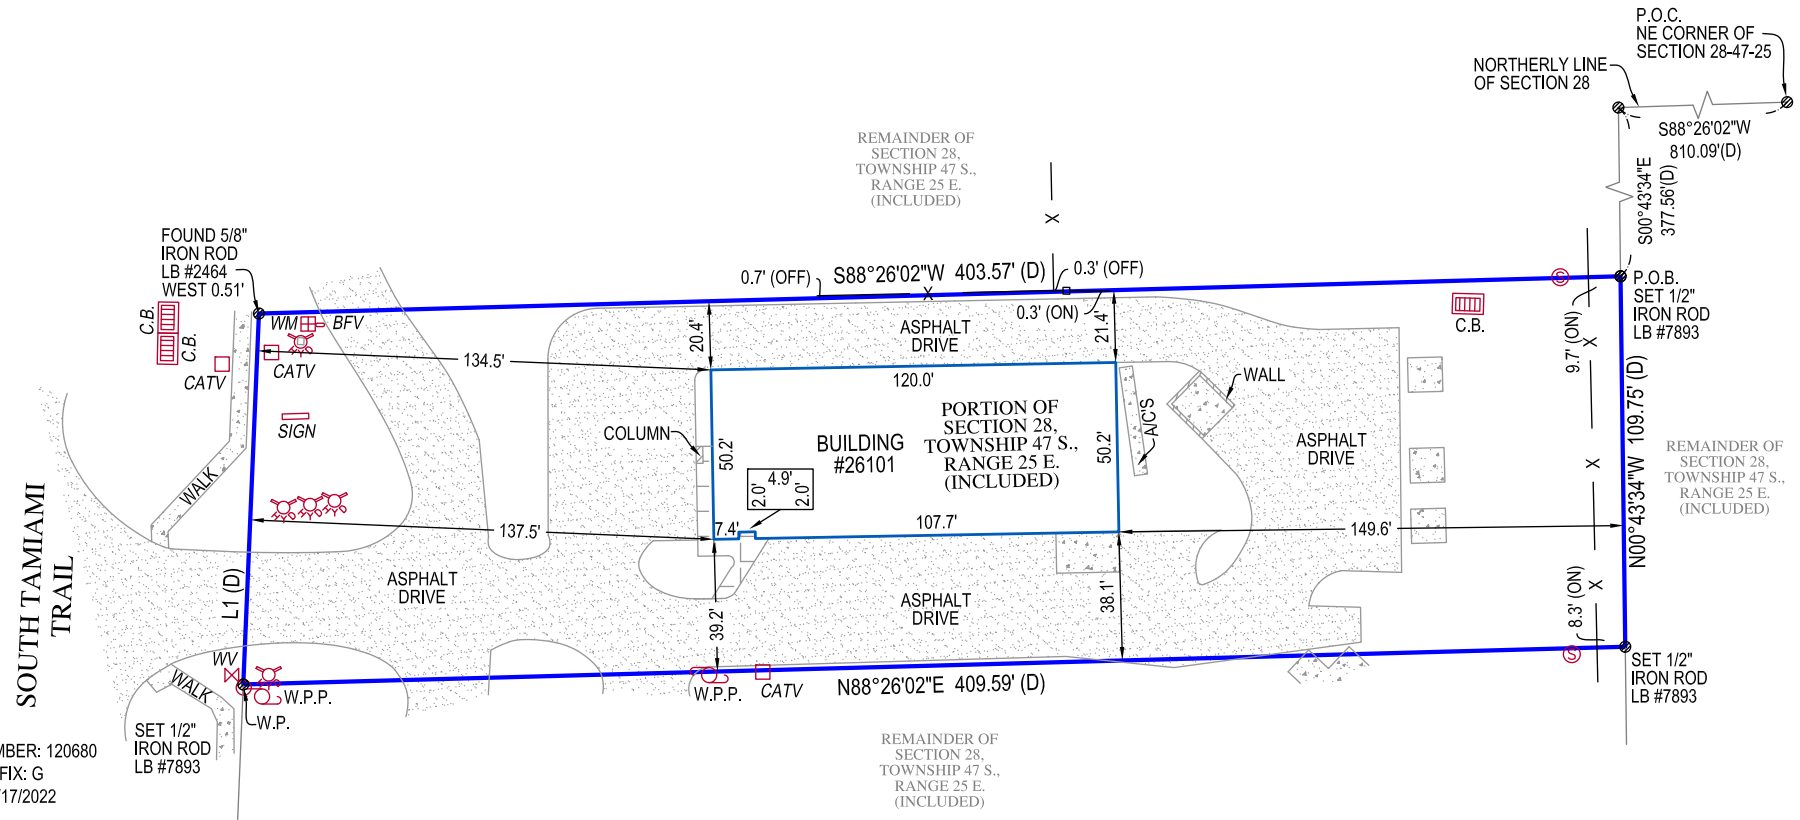 P.O.C.
NE CORNER OF
SECTION 28-47-25
NORTHERLY LINE
OF SECTION 28
S88°26'02"W
810.09'(D)
S00°43'34"E
377.56'(D)
REMAINDER OF
SECTION 28,
TOWNSHIP 47 S.,
RANGE 25 E.
(INCLUDED)
X
FOUND 5/8"
IRON ROD
LB #2464
WEST 0.51'
0.7' (OFF)
S88°26'02"W 403.57' (D)
0.3' (OFF)
X
0.3' (ON)
S
P.O.B.
SET 1/2"
IRON ROD
LB #7893
C.B.
C.B.
WM
BFV
CATV
CATV
SIGN
WALK
134.5'
20.4'
ASPHALT
DRIVE
21.4'
C.B.
9.7' (ON)
X
120.0'
WALL
A/C'S
COLUMN
50.2'
BUILDING
#26101
PORTION OF
SECTION 28,
TOWNSHIP 47 S.,
RANGE 25 E.
(INCLUDED)
50.2'
ASPHALT
DRIVE
X
N00°43'34"W 109.75' (D)
REMAINDER OF
SECTION 28,
TOWNSHIP 47 S.,
RANGE 25 E.
(INCLUDED)
2.0'
4.9'
2.0'
7.4'
107.7'
137.5'
149.6'
SOUTH TAMIAMI
TRAIL
L1 (D)
ASPHALT
DRIVE
39.2'
ASPHALT
DRIVE
38.1'
8.3' (ON)
X
S
WV
WALK
W.P.P.
W.P.
W.P.P.
CATV
N88°26'02"E 409.59' (D)
SET 1/2"
IRON ROD
LB #7893
SET 1/2"
IRON ROD
LB #7893
REMAINDER OF
SECTION 28,
TOWNSHIP 47 S.,
RANGE 25 E.
(INCLUDED)
MBER: 120680
FIX: G
/17/2022